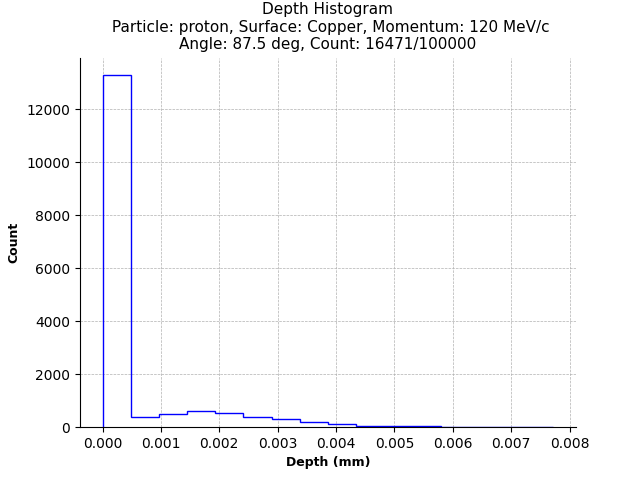 Depth Histogram
Particle: proton, Surface: Copper, Momentum: 120 MeV/c
Angle: 87.5 deg, Count: 16471/100000
12000
10000
8000
6000
4000
2000
0
Count
0.000 0.001 0.002 0.003 0.004 0.005 0.006 0.007 0.008
Depth (mm)